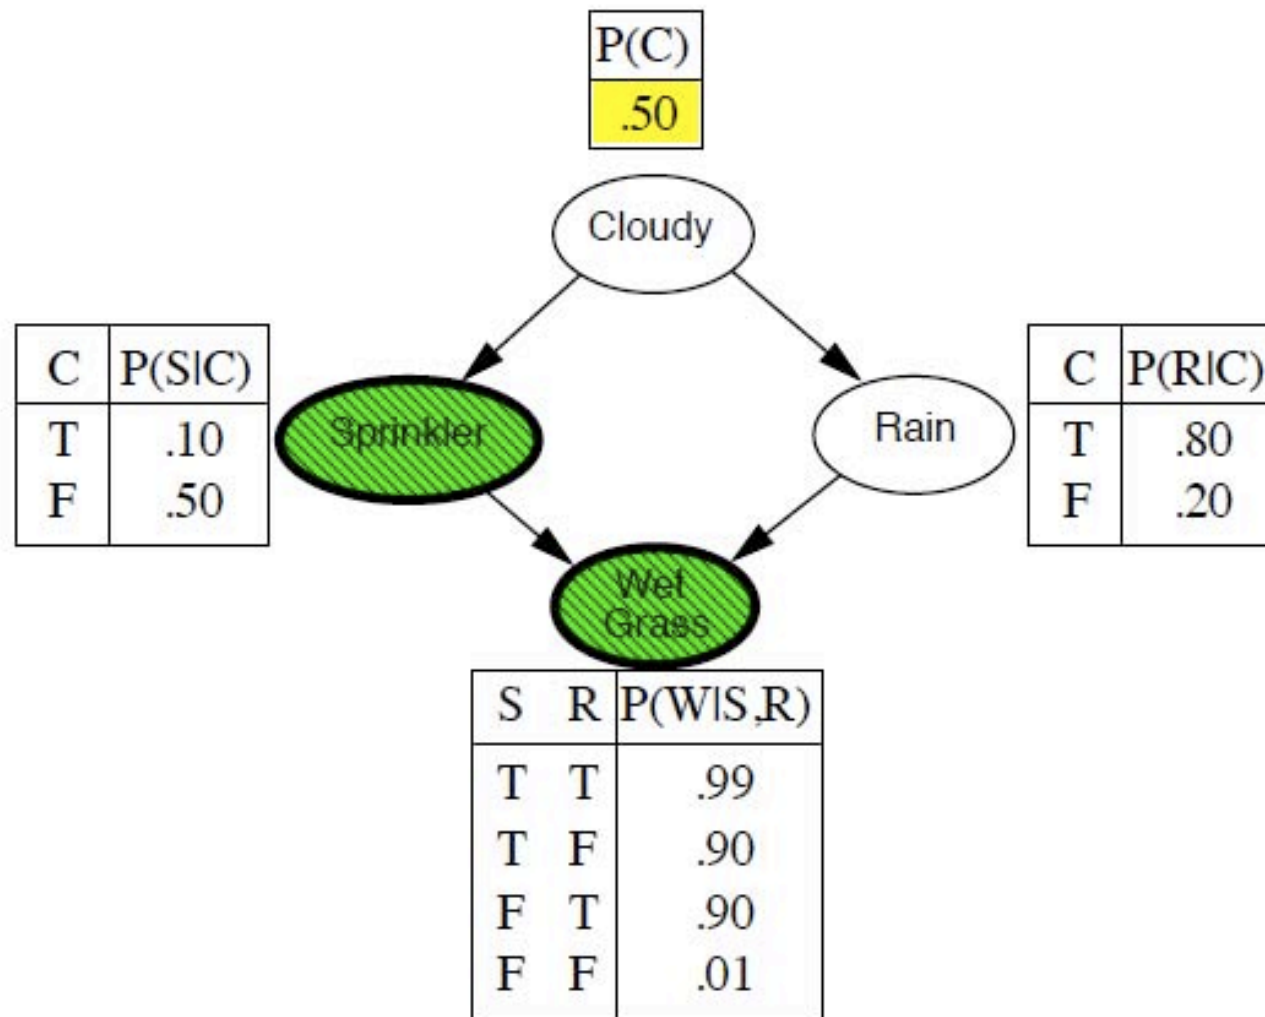 P(C)
.50
Cloudy
C P(S|C)
T .10
F .50
Sprinkler
Rain
C P(R|C)
T .80
F .20
Wet
Grass
S R P(W|S,R)
T T .99
T F .90
F T .90
F F .01